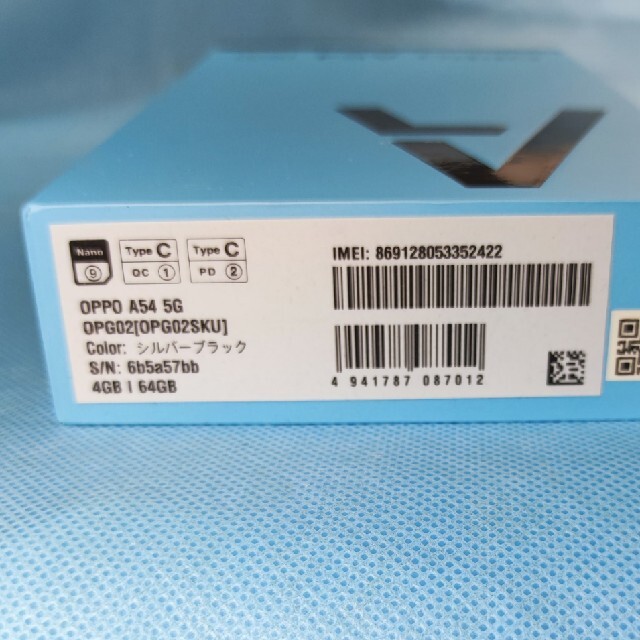 Nano
9
Type C
DC 1
Type C
PD 2
OPPO A54 5G
OPG02[OPG02SKU]
Color: シルバーブラック
S/N: 6b5a57bb
4GB | 64GB
IMEI: 869128053352422
4 941787 087012